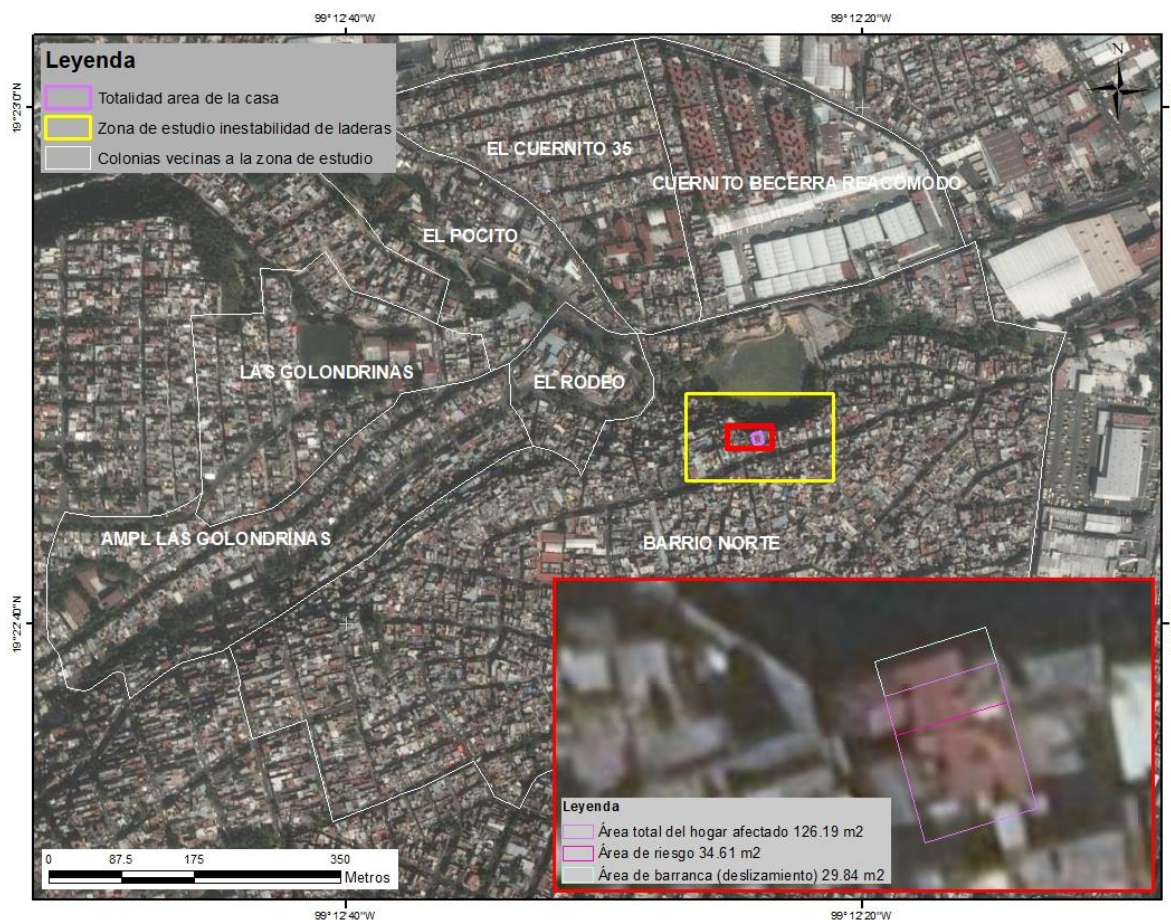 99°12'40"W
99°12'20"W
Leyenda
Totalidad area de la casa
Zona de estudio inestabilidad de laderas
Colonias vecinas a la zona de estudio
N
19°23'0"N
EL CUERNITO 35
CUERNITO BECERRA REACOMODO
EL POCITO
LAS GOLONDRINAS
EL RODEO
AMPL LAS GOLONDRINAS
BARRIO NORTE
19°22'40"N
Leyenda
Área total del hogar afectado 126.19 m2
Área de riesgo 34.61 m2
Área de barranca (deslizamiento) 29.84 m2
0 87.5 175 350
Metros
99°12'40"W
99°12'20"W